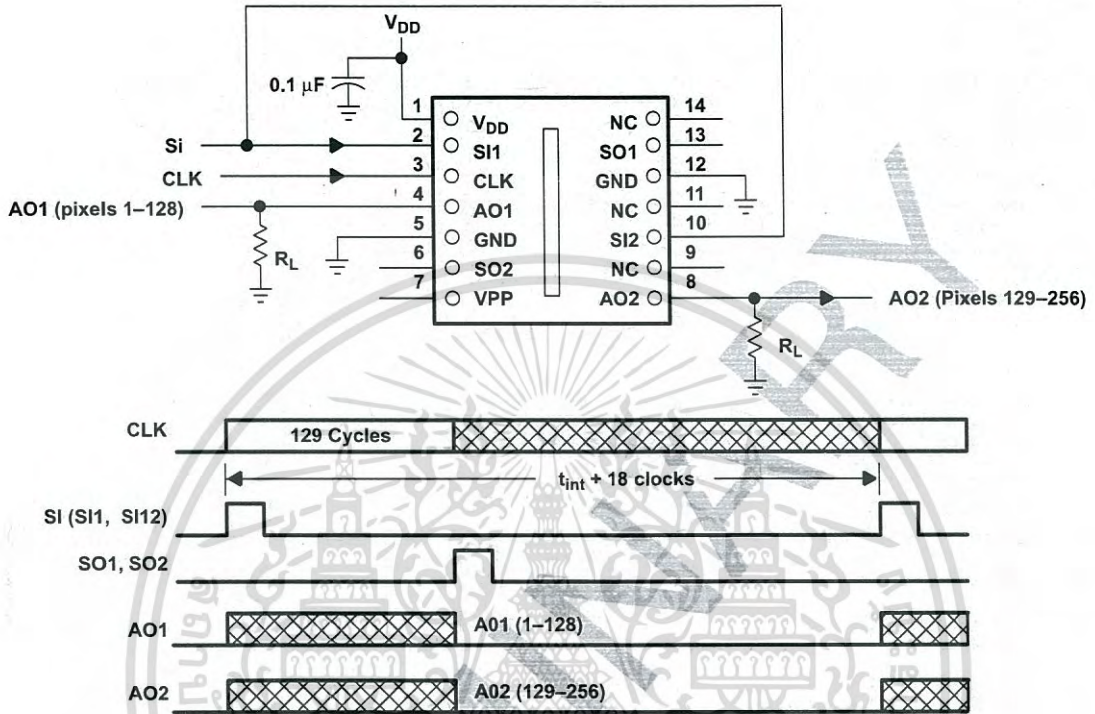 VDD
0.1 μF
1
VDD
NC
14
Si
2
SI1
SO1
13
CLK
3
CLK
GND
12
AO1 (pixels 1–128)
4
AO1
NC
11
5
GND
SI2
10
RL
6
SO2
NC
9
7
VPP
AO2
8
AO2 (Pixels 129–256)
RL
CLK
129 Cycles
tint + 18 clocks
SI (SI1, SI12)
SO1, SO2
AO1
A01 (1–128)
AO2
A02 (129–256)